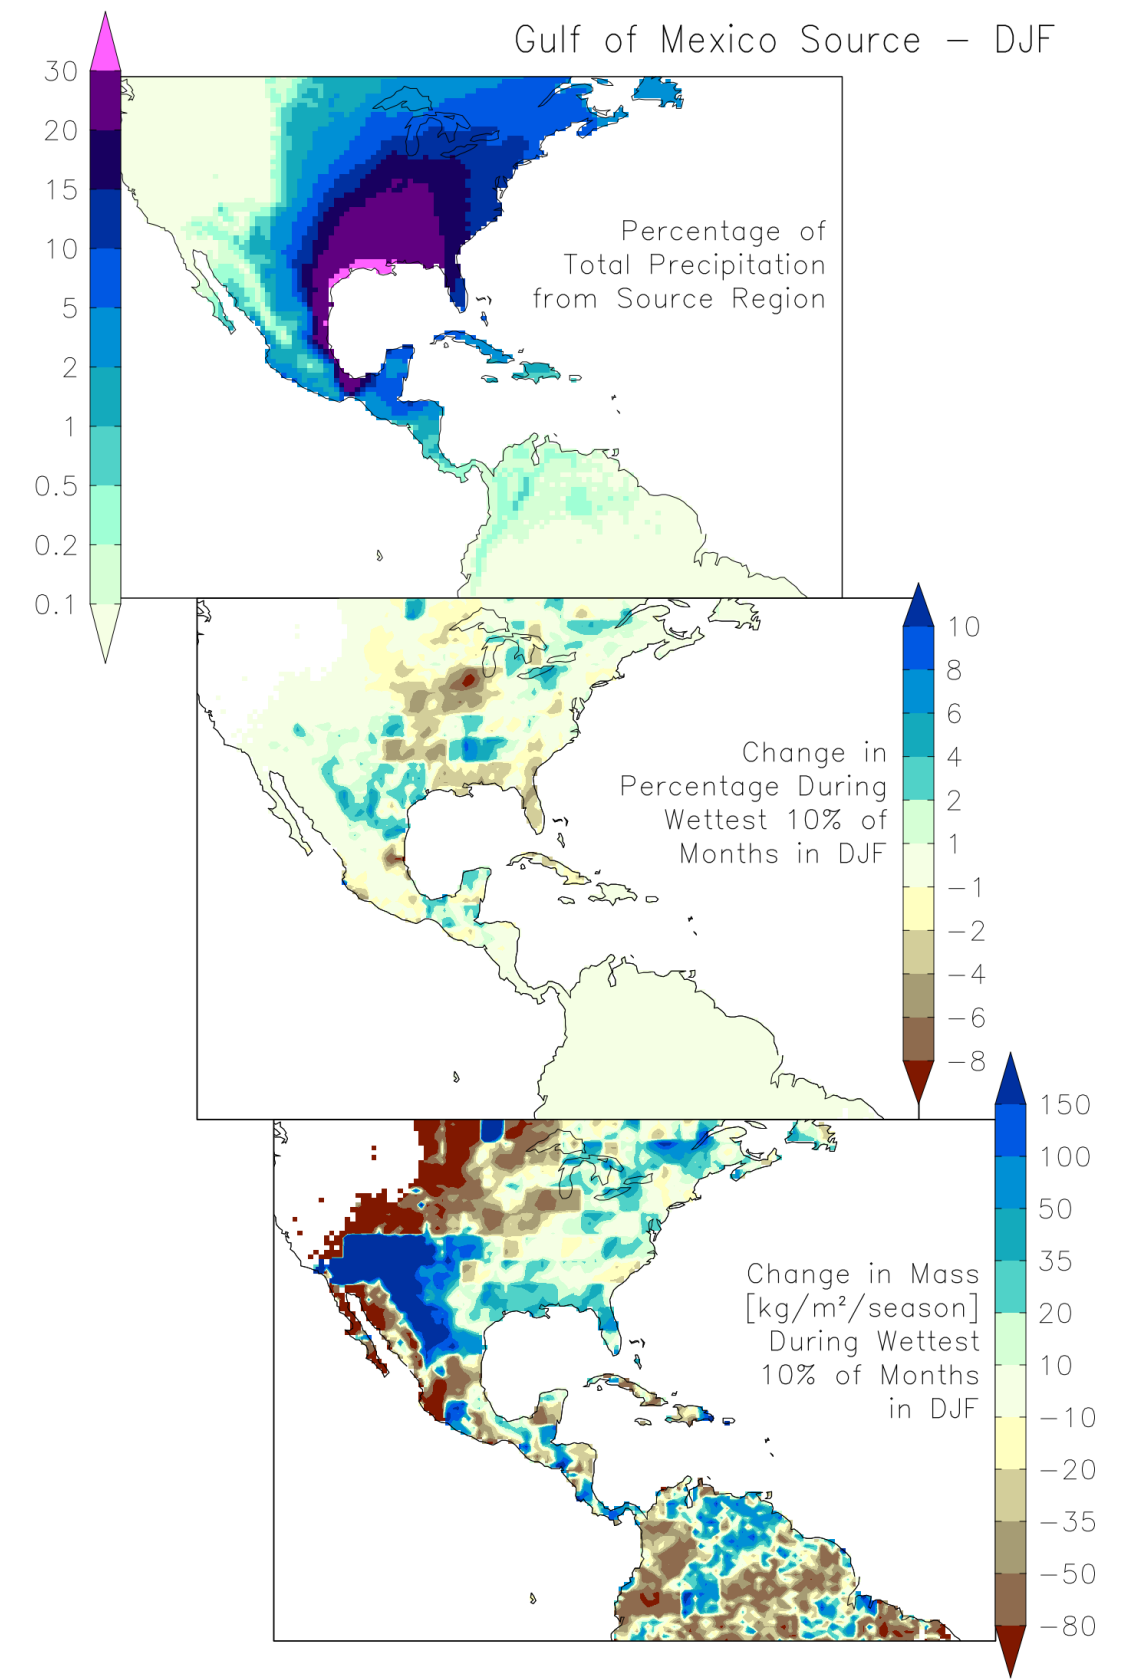 Gulf of Mexico Source - DJF
30
20
15
10
5
2
1
0.5
0.2
0.1
Percentage of
Total Precipitation
from Source Region
10
8
6
4
2
1
-1
-2
-4
-6
-8
Change in
Percentage During
Wettest 10% of
Months in DJF
150
100
50
35
20
10
-10
-20
-35
-50
-80
Change in Mass
[kg/m²/season]
During Wettest
10% of Months
in DJF